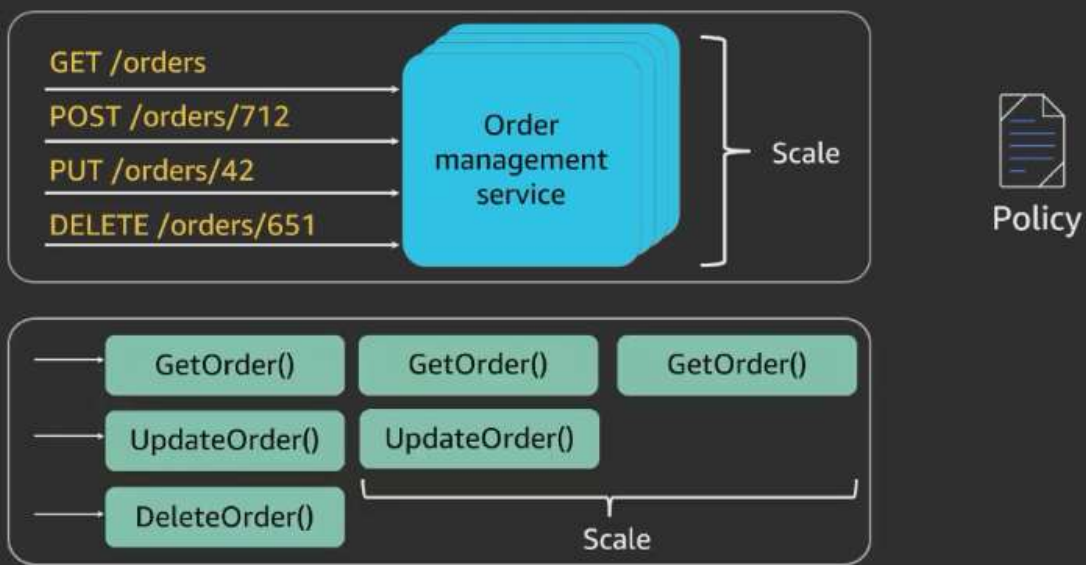 GET /orders
POST /orders/712
PUT /orders/42
DELETE /orders/651
Order
management
service
Scale
Policy
GetOrder() GetOrder() GetOrder()
UpdateOrder() UpdateOrder()
DeleteOrder()
Scale